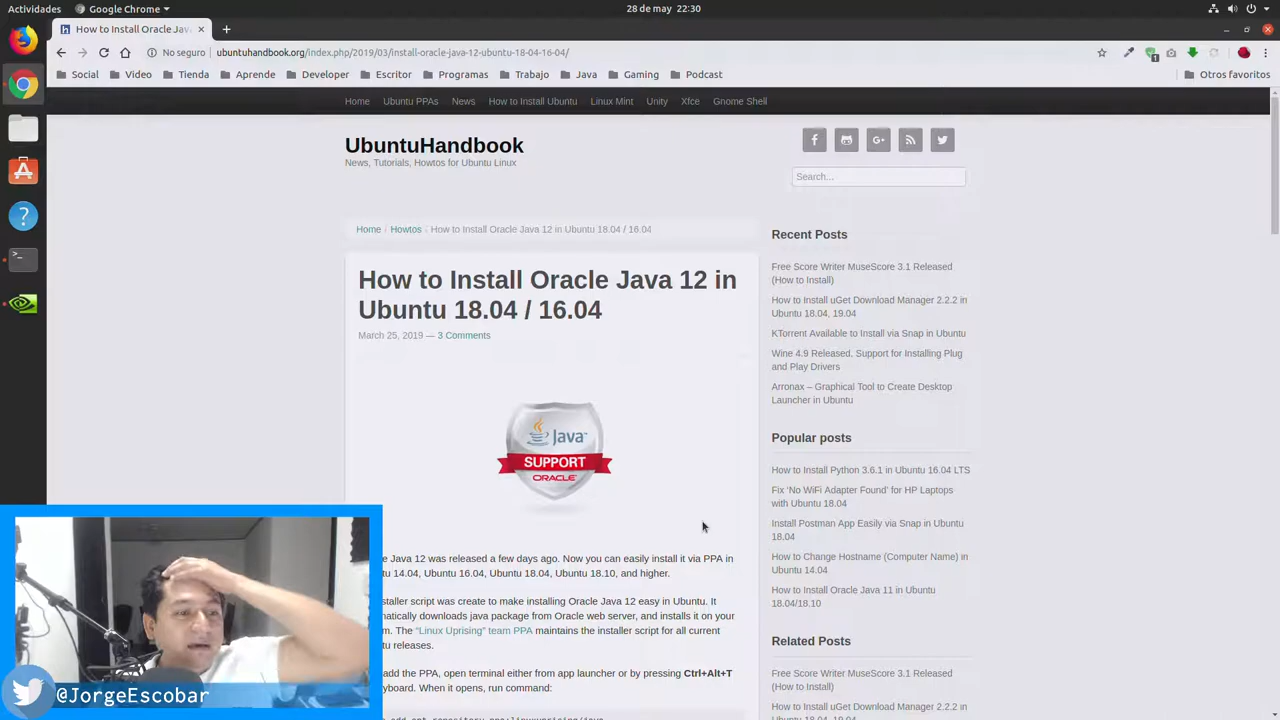 Actividades
Google Chrome
28 de may 22:30
How to Install Oracle Jav
No seguro
ubuntuhandbook.org/index.php/2019/03/install-oracle-java-12-ubuntu-18-04-16-04/
Social
Video
Tienda
Aprende
Developer
Escritor
Programas
Trabajo
Java
Gaming
Podcast
Otros favoritos
Home
Ubuntu PPAs
News
How to Install Ubuntu
Linux Mint
Unity
Xfce
Gnome Shell
UbuntuHandbook
News, Tutorials, Howtos for Ubuntu Linux
Search...
Home / Howtos / How to Install Oracle Java 12 in Ubuntu 18.04 / 16.04
How to Install Oracle Java 12 in
Ubuntu 18.04 / 16.04
March 25, 2019 — 3 Comments
Java
SUPPORT
ORACLE
e Java 12 was released a few days ago. Now you can easily install it via PPA in
tu 14.04, Ubuntu 16.04, Ubuntu 18.04, Ubuntu 18.10, and higher.
staller script was create to make installing Oracle Java 12 easy in Ubuntu. It
matically downloads java package from Oracle web server, and installs it on your
m. The “Linux Uprising” team PPA maintains the installer script for all current
tu releases.
add the PPA, open terminal either from app launcher or by pressing Ctrl+Alt+T
yboard. When it opens, run command:
Recent Posts
Free Score Writer MuseScore 3.1 Released
(How to Install)
How to Install uGet Download Manager 2.2.2 in
Ubuntu 18.04, 19.04
KTorrent Available to Install via Snap in Ubuntu
Wine 4.9 Released. Support for Installing Plug
and Play Drivers
Arronax – Graphical Tool to Create Desktop
Launcher in Ubuntu
Popular posts
How to Install Python 3.6.1 in Ubuntu 16.04 LTS
Fix ‘No WiFi Adapter Found’ for HP Laptops
with Ubuntu 18.04
Install Postman App Easily via Snap in Ubuntu
18.04
How to Change Hostname (Computer Name) in
Ubuntu 14.04
How to Install Oracle Java 11 in Ubuntu
18.04/18.10
Related Posts
Free Score Writer MuseScore 3.1 Released
(How to Install)
How to Install uGet Download Manager 2.2.2 in
@JorgeEscobar